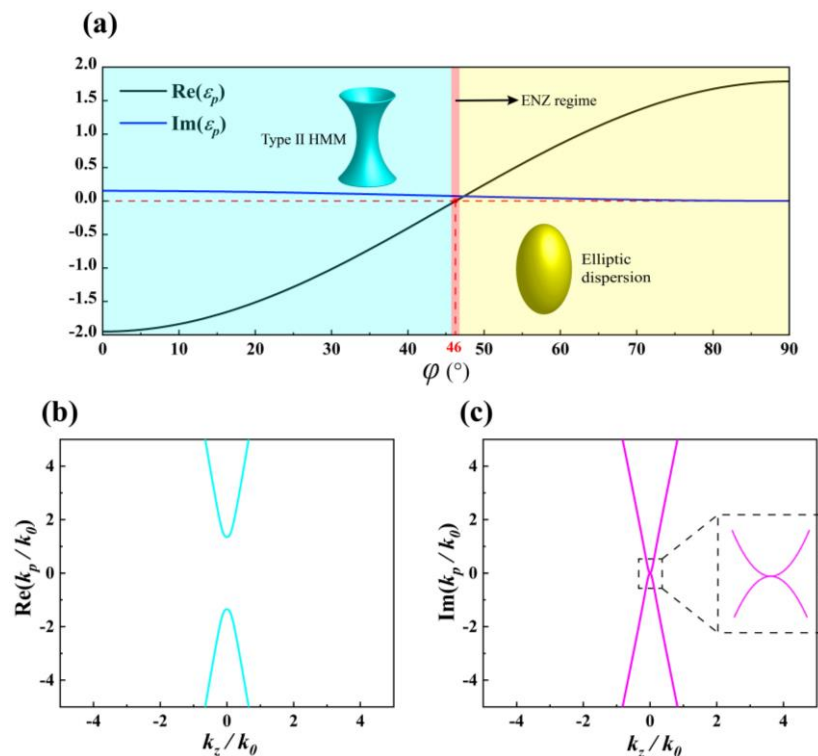 (a)
2.0
1.5
1.0
0.5
0.0
-0.5
-1.0
-1.5
-2.0
Re(εp)
Im(εp)
Type II HMM
ENZ regime
Elliptic
dispersion
0 10 20 30 40 46 50 60 70 80 90
φ (°)
(b)
Re(kp / k0)
4
2
0
-2
-4
-4 -2 0 2 4
kz / k0
(c)
Im(kp / k0)
4
2
0
-2
-4
-4 -2 0 2 4
kz / k0